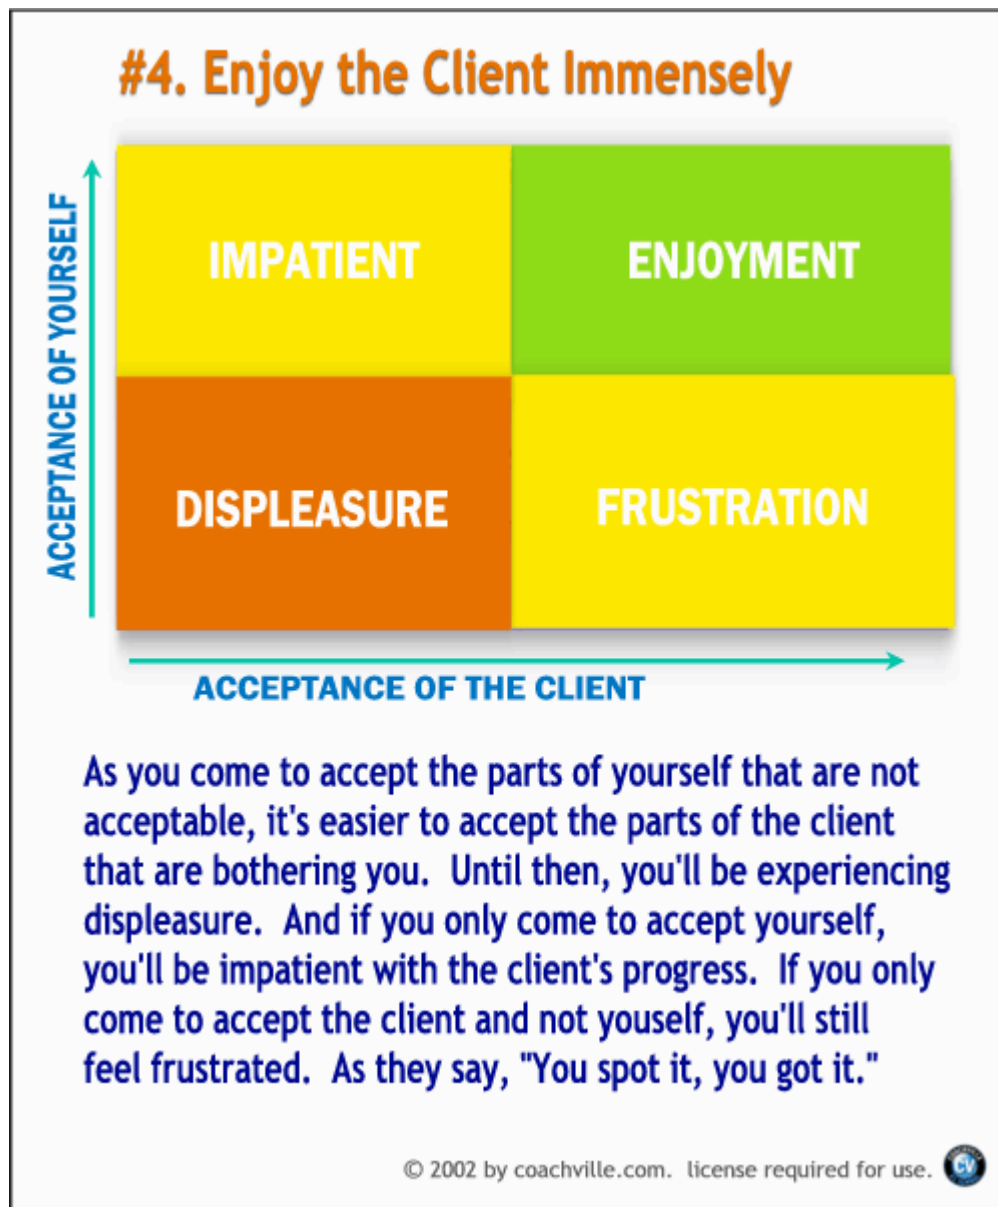 #4. Enjoy the Client Immensely
ACCEPTANCE OF YOURSELF
IMPATIENT
ENJOYMENT
DISPLEASURE
FRUSTRATION
ACCEPTANCE OF THE CLIENT
As you come to accept the parts of yourself that are not
acceptable, it's easier to accept the parts of the client
that are bothering you.  Until then, you'll be experiencing
displeasure.  And if you only come to accept yourself,
you'll be impatient with the client's progress.  If you only
come to accept the client and not youself, you'll still
feel frustrated.  As they say, "You spot it, you got it."
© 2002 by coachville.com.  license required for use.
CV